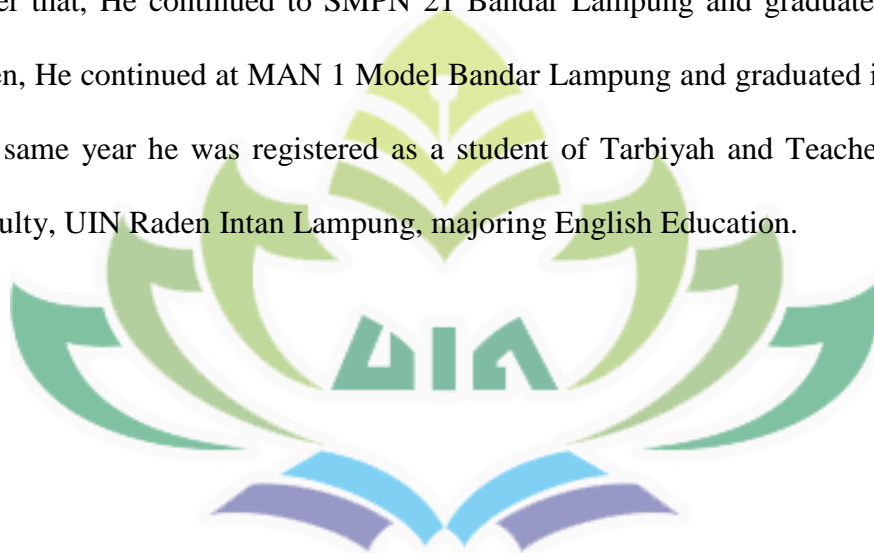 er that, He continued to SMPN 21 Bandar Lampung and graduate
en, He continued at MAN 1 Model Bandar Lampung and graduated i
same year he was registered as a student of Tarbiyah and Teache
ulty, UIN Raden Intan Lampung, majoring English Education.
UIN